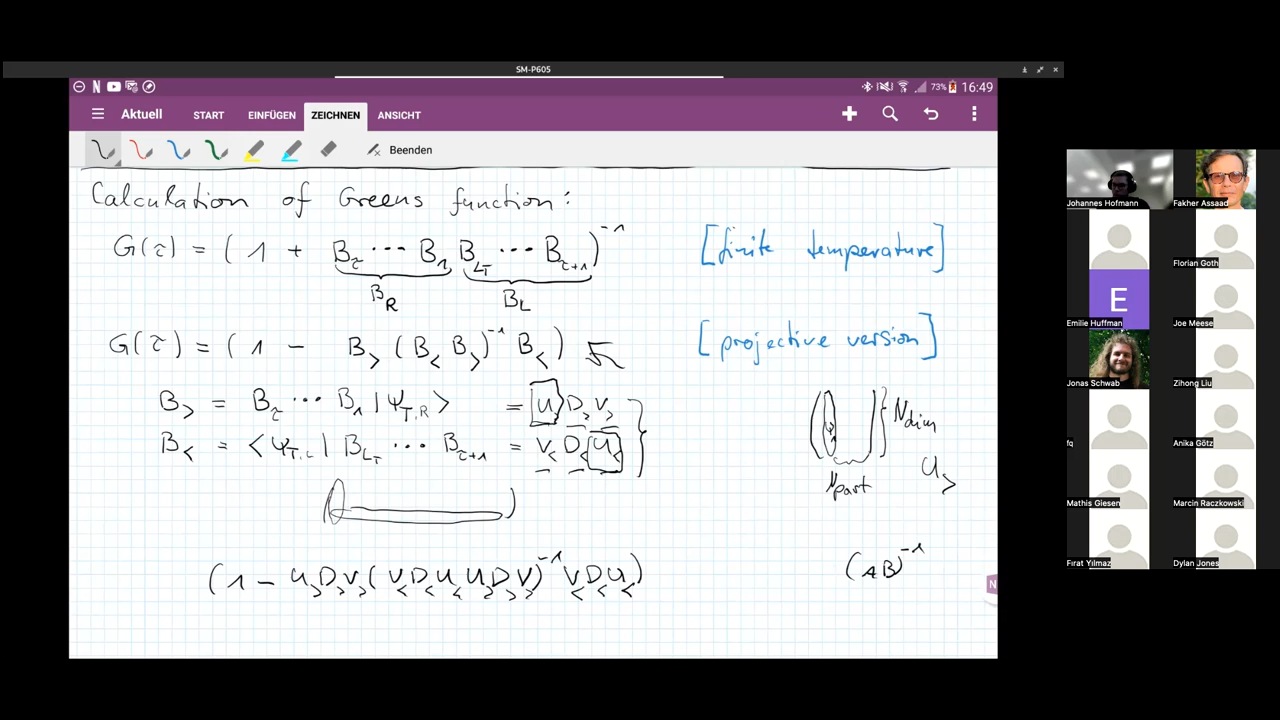 SM-P605
73% 16:49
Aktuell START EINFÜGEN ZEICHNEN ANSICHT
Beenden
Calculation of Greens function:
G(τ) = ( 1 + B_τ ⋯ B_1 B_{L_T} ⋯ B_{τ+1} )^{-1} [finite temperature]
B_R B_L
G(τ) = ( 1 - B_> ( B_< B_> )^{-1} B_< ) [projective version]
B_> = B_τ ⋯ B_1 | Ψ_{T,R} > = U_> D_> V_>
B_< = < Ψ_{T,L} | B_{L_T} ⋯ B_{τ+1} = V_< D_< U_<
N_dim
N_part
U_>
( 1 - U_> D_> V_> ( V_< D_< U_< U_> D_> V_> )^{-1} V_< D_< U_< )
(AB)^{-1}
N
Johannes Hofmann
Fakher Assaad
Florian Goth
E
Emilie Huffman
Joe Meese
Jonas Schwab
Zihong Liu
fq
Anika Götz
Mathis Giesen
Marcin Raczkowski
Fırat Yılmaz
Dylan Jones